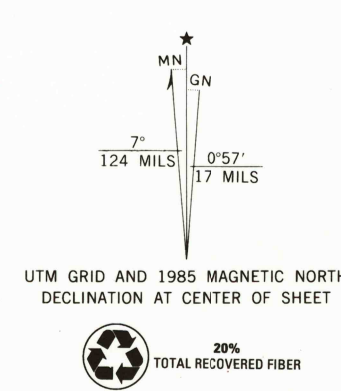 ★
MN
GN
7°
124 MILS
0°57′
17 MILS
UTM GRID AND 1985 MAGNETIC NORTH
DECLINATION AT CENTER OF SHEET
20%
TOTAL RECOVERED FIBER